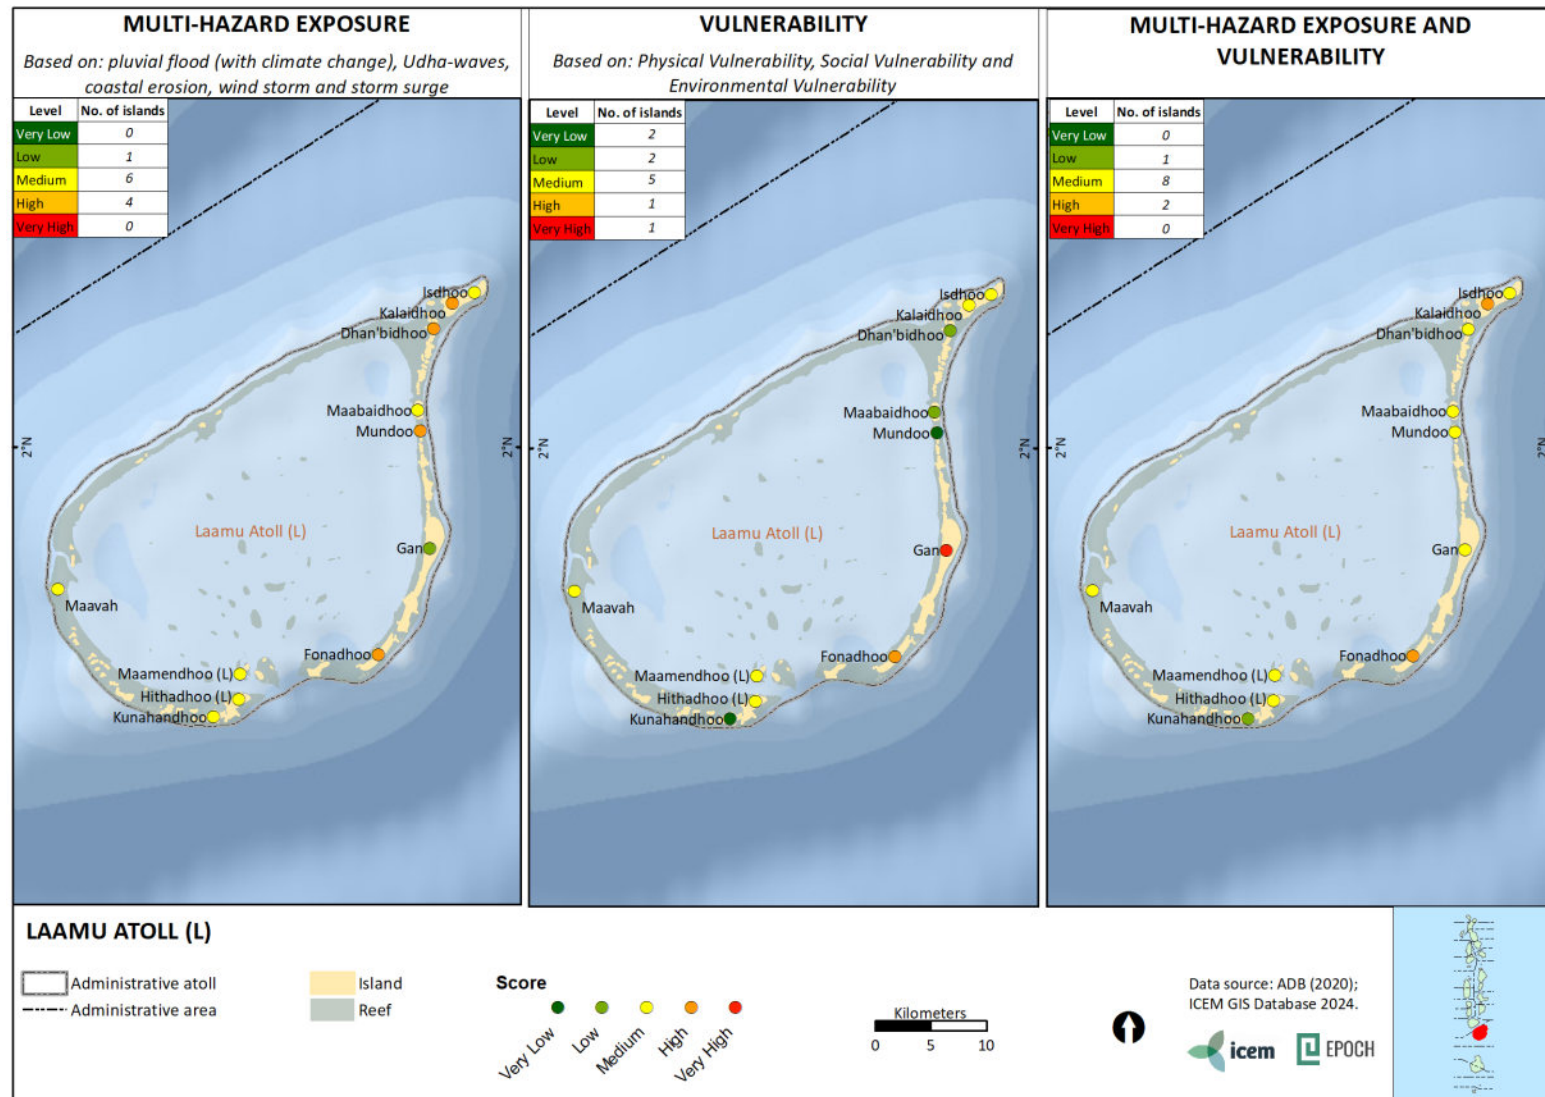 MULTI-HAZARD EXPOSURE
Based on: pluvial flood (with climate change), Udha-waves,
coastal erosion, wind storm and storm surge
Level No. of islands
Very Low 0
Low 1
Medium 6
High 4
Very High 0
Isdhoo
Kalaidhoo
Dhan'bidhoo
Maabaidhoo
Mundoo
2°N
2°N
Laamu Atoll (L)
Gan
Maavah
Fonadhoo
Maamendhoo (L)
Hithadhoo (L)
Kunahandhoo
VULNERABILITY
Based on: Physical Vulnerability, Social Vulnerability and
Environmental Vulnerability
Level No. of islands
Very Low 2
Low 2
Medium 5
High 1
Very High 1
Isdhoo
Kalaidhoo
Dhan'bidhoo
Maabaidhoo
Mundoo
2°N
Laamu Atoll (L)
Gan
Maavah
Fonadhoo
Maamendhoo (L)
Hithadhoo (L)
Kunahandhoo
MULTI-HAZARD EXPOSURE AND
VULNERABILITY
Level No. of islands
Very Low 0
Low 1
Medium 8
High 2
Very High 0
Isdhoo
Kalaidhoo
Dhan'bidhoo
Maabaidhoo
Mundoo
2°N
Laamu Atoll (L)
Gan
Maavah
Fonadhoo
Maamendhoo (L)
Hithadhoo (L)
Kunahandhoo
LAAMU ATOLL (L)
Administrative atoll
Administrative area
Island
Reef
Score
Very Low
Low
Medium
High
Very High
Kilometers
0 5 10
Data source: ADB (2020);
ICEM GIS Database 2024.
icem
EPOCH